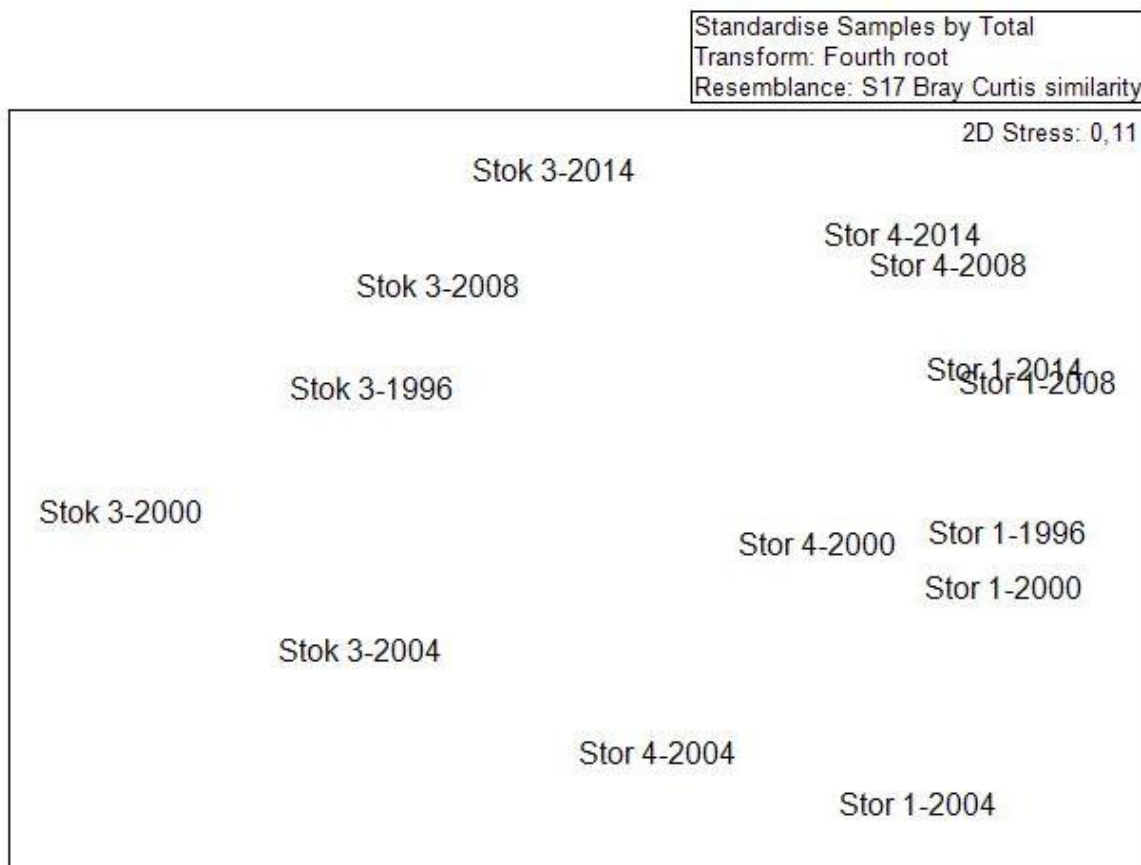 Standardise Samples by Total
Transform: Fourth root
Resemblance: S17 Bray Curtis similarity
2D Stress: 0,11
Stok 3-2014
Stor 4-2014
Stor 4-2008
Stok 3-2008
Stor 1-2014
Stor 1-2008
Stok 3-1996
Stok 3-2000
Stor 1-1996
Stor 4-2000
Stor 1-2000
Stok 3-2004
Stor 4-2004
Stor 1-2004